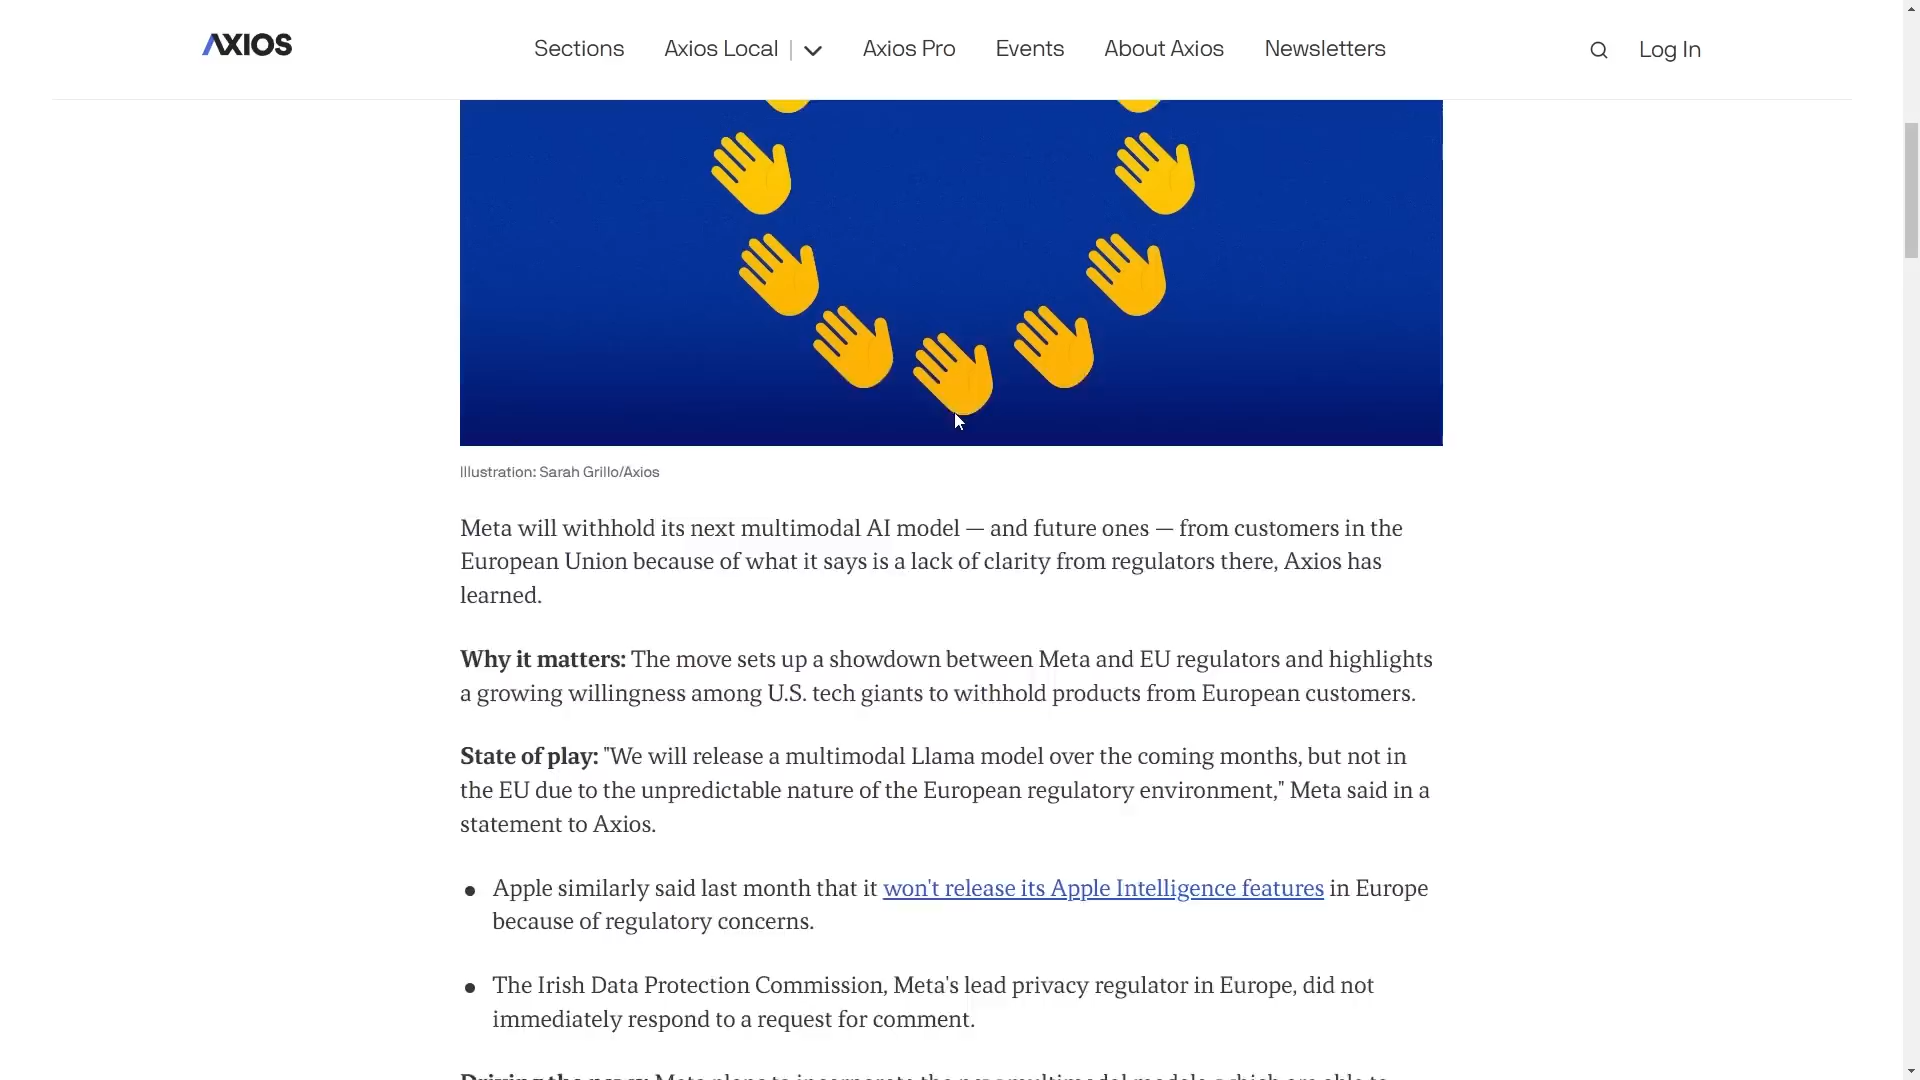 AXIOS
Sections
Axios Local
Axios Pro
Events
About Axios
Newsletters
Log In
Illustration: Sarah Grillo/Axios
Meta will withhold its next multimodal AI model — and future ones — from customers in the
European Union because of what it says is a lack of clarity from regulators there, Axios has
learned.
Why it matters: The move sets up a showdown between Meta and EU regulators and highlights
a growing willingness among U.S. tech giants to withhold products from European customers.
State of play: "We will release a multimodal Llama model over the coming months, but not in
the EU due to the unpredictable nature of the European regulatory environment," Meta said in a
statement to Axios.
Apple similarly said last month that it won't release its Apple Intelligence features in Europe
because of regulatory concerns.
The Irish Data Protection Commission, Meta's lead privacy regulator in Europe, did not
immediately respond to a request for comment.